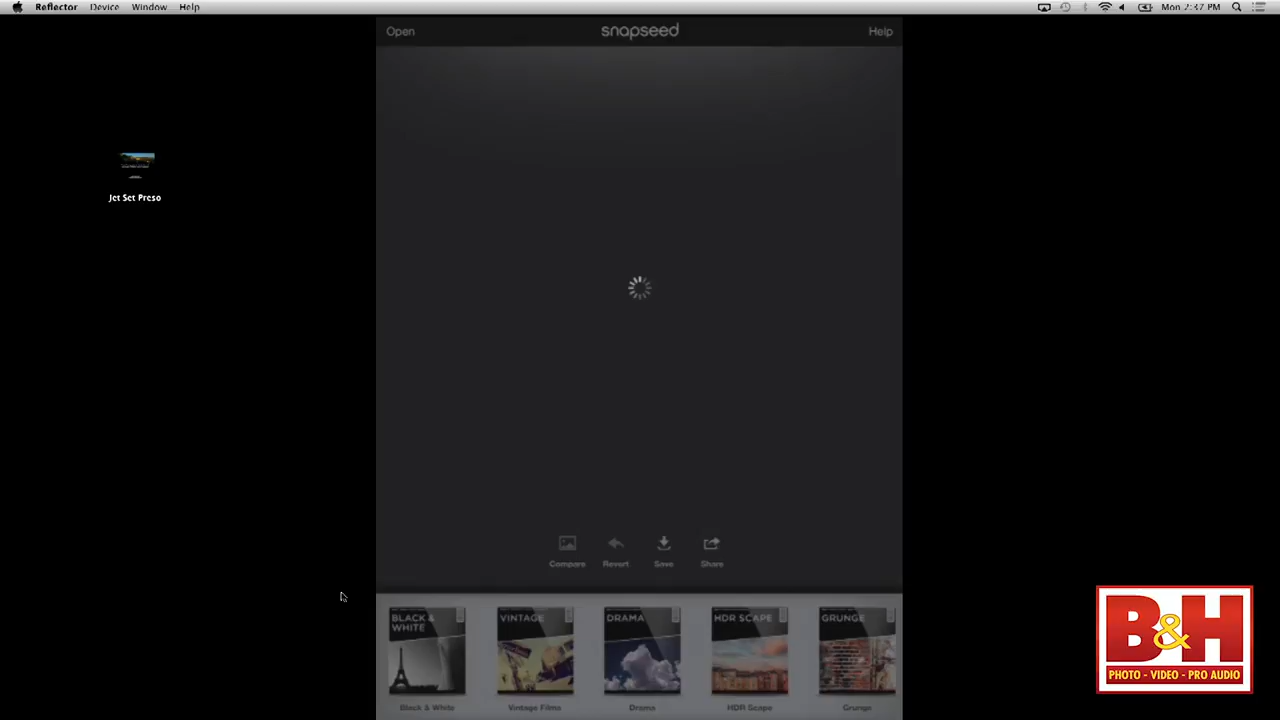 Reflector Device Window Help
Mon 2:37 PM
Open snapseed Help
Jet Set Preso
Compare Revert Save Share
BLACK & WHITE
VINTAGE
DRAMA
HDR SCAPE
GRUNGE
Black & White Vintage Films Drama HDR Scape Grunge
B&H
PHOTO - VIDEO - PRO AUDIO